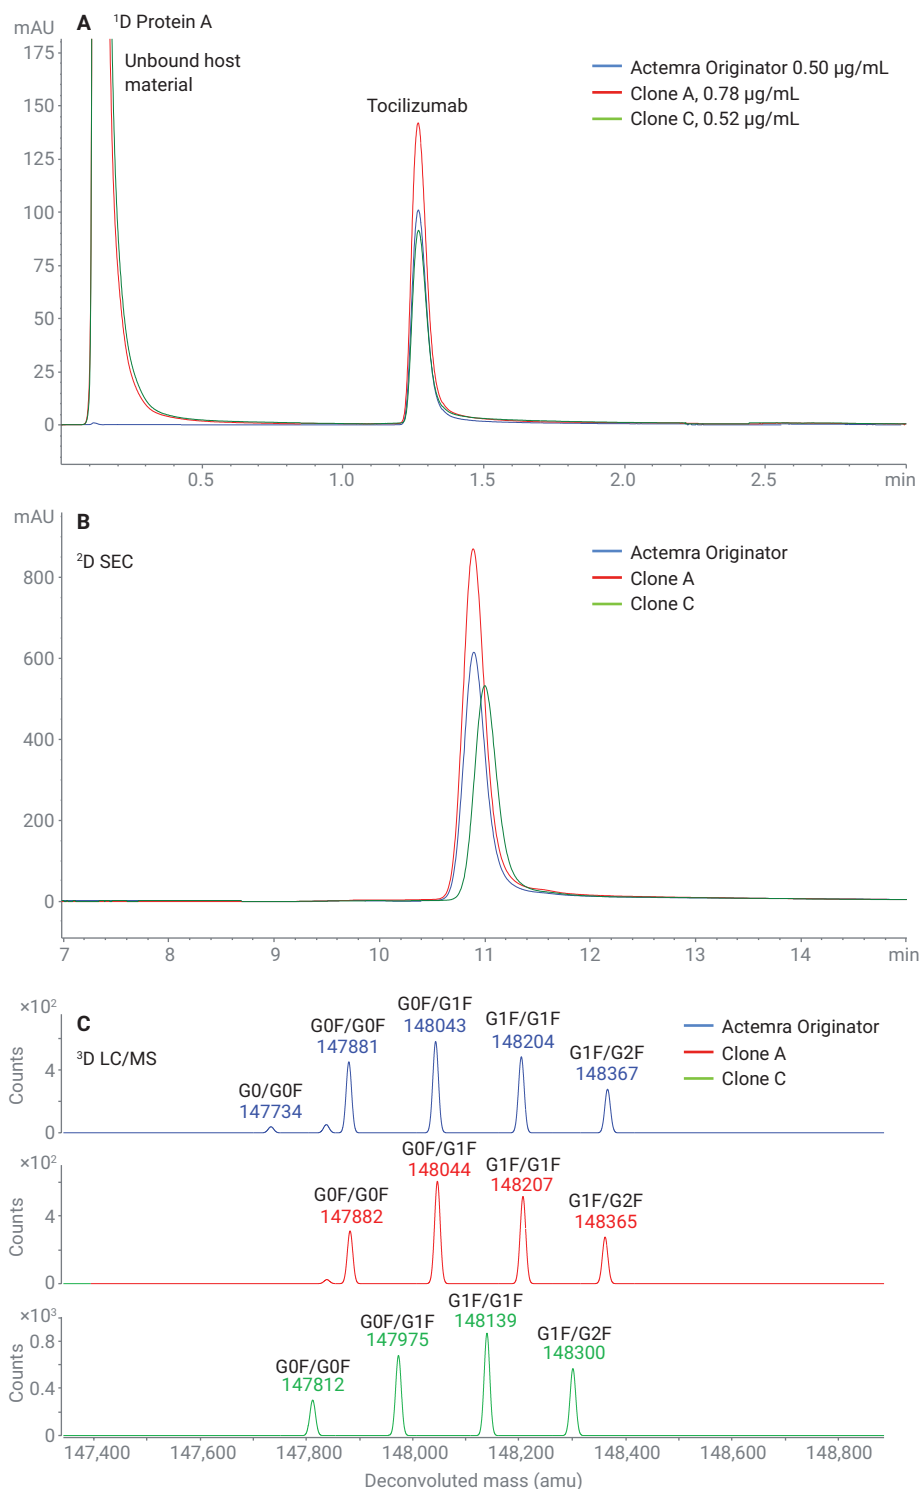 mAU
A
¹D Protein A
Unbound host
material
Tocilizumab
Actemra Originator 0.50 µg/mL
Clone A, 0.78 µg/mL
Clone C, 0.52 µg/mL
175
150
125
100
75
50
25
0
0.5
1.0
1.5
2.0
2.5
min
mAU
B
²D SEC
Actemra Originator
Clone A
Clone C
800
600
400
200
0
7
8
9
10
11
12
13
14
min
×10²
C
³D LC/MS
Actemra Originator
Clone A
Clone C
Counts
4
0
G0/G0F
147734
G0F/G0F
147881
G0F/G1F
148043
G1F/G1F
148204
G1F/G2F
148367
×10²
Counts
4
0
G0F/G0F
147882
G0F/G1F
148044
G1F/G1F
148207
G1F/G2F
148365
×10³
Counts
0.8
0.4
0
G0F/G0F
147812
G0F/G1F
147975
G1F/G1F
148139
G1F/G2F
148300
147,400
147,600
147,800
148,000
148,200
148,400
148,600
148,800
Deconvoluted mass (amu)